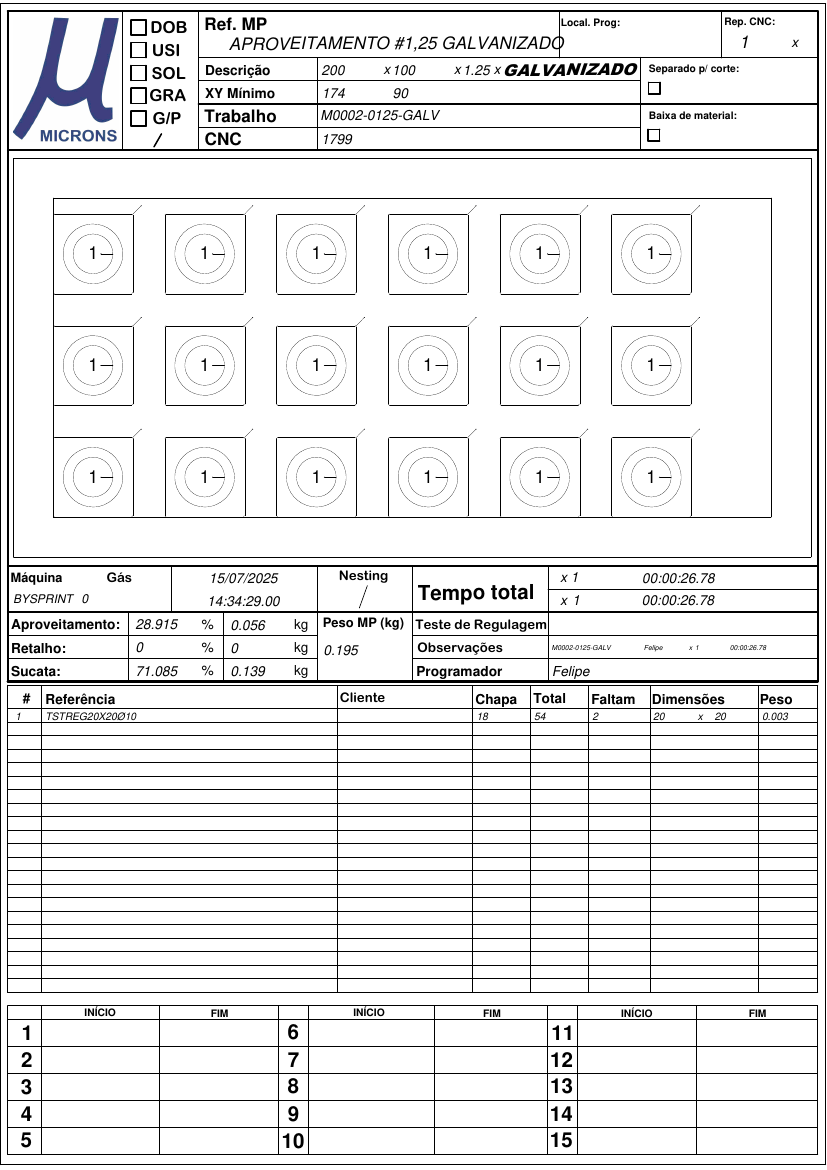 µ
MICRONS
DOB
USI
SOL
GRA
G/P
/
Ref. MP
APROVEITAMENTO #1,25 GALVANIZADO
Local. Prog:
Rep. CNC:
1 x
Descrição 200 x 100 x 1.25 x GALVANIZADO
XY Mínimo 174 90
Trabalho M0002-0125-GALV
CNC 1799
Separado p/ corte:
Baixa de material:
1 1 1 1 1 1
1 1 1 1 1 1
1 1 1 1 1 1
Máquina Gás
BYSPRINT 0
15/07/2025
14:34:29.00
Nesting
/
Tempo total
x 1 00:00:26.78
x 1 00:00:26.78
Aproveitamento: 28.915 % 0.056 kg
Retalho: 0 % 0 kg
Sucata: 71.085 % 0.139 kg
Peso MP (kg)
0.195
Teste de Regulagem
Observações M0002-0125-GALV Felipe x 1 00:00:26.78
Programador Felipe
# Referência Cliente Chapa Total Faltam Dimensões Peso
1 TSTREG20X20Ø10 18 54 2 20 x 20 0.003
INÍCIO FIM INÍCIO FIM INÍCIO FIM
1 6 11
2 7 12
3 8 13
4 9 14
5 10 15